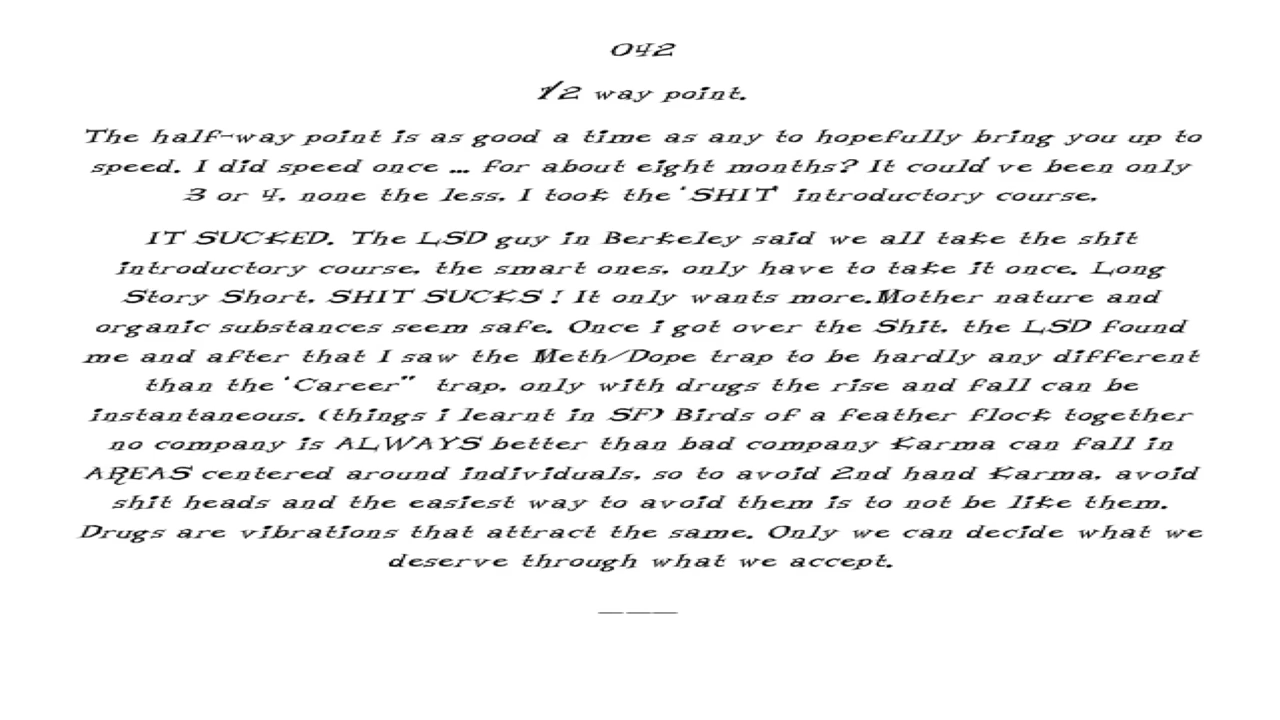 042
1/2 way point.
The half-way point is as good a time as any to hopefully bring you up to
speed. I did speed once ... for about eight months? It could've been only
3 or 4, none the less, I took the 'SHIT' introductory course.
IT SUCKED. The LSD guy in Berkeley said we all take the shit
introductory course, the smart ones, only have to take it once. Long
Story Short, SHIT SUCKS ! It only wants more.Mother nature and
organic substances seem safe. Once i got over the Shit, the LSD found
me and after that I saw the Meth/Dope trap to be hardly any different
than the 'Career" trap, only with drugs the rise and fall can be
instantaneous. (things i learnt in SF) Birds of a feather flock together
no company is ALWAYS better than bad company Karma can fall in
AREAS centered around individuals, so to avoid 2nd hand Karma, avoid
shit heads and the easiest way to avoid them is to not be like them.
Drugs are vibrations that attract the same. Only we can decide what we
deserve through what we accept.
———